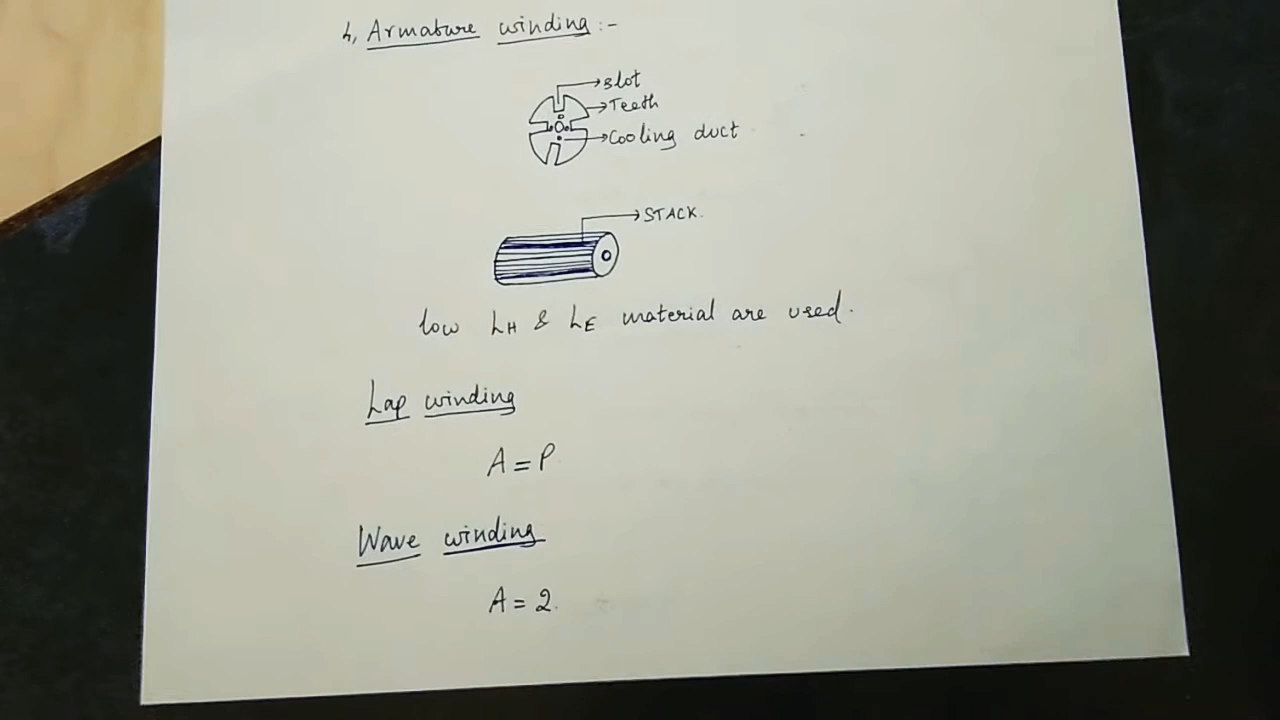 4, Armature winding :-
slot
Teeth
Cooling duct
STACK.
low LH & LE material are used.
Lap winding
A = P
Wave winding
A = 2.